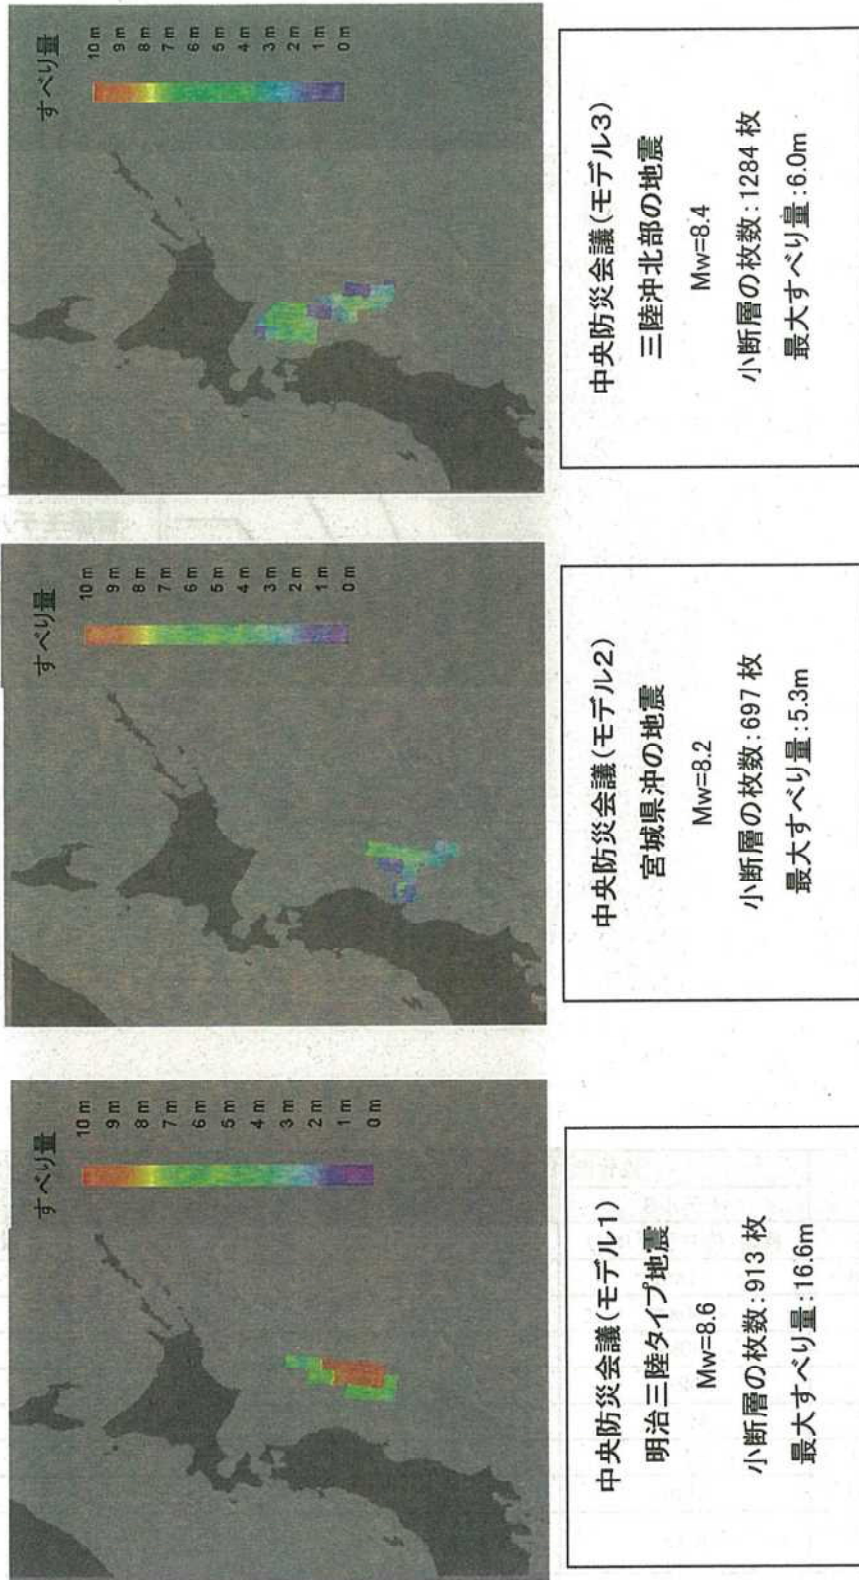 すべり量
10 m
9 m
8 m
7 m
6 m
5 m
4 m
3 m
2 m
1 m
0 m
中央防災会議(モデル1)
明治三陸タイプ地震
Mw=8.6
小断層の枚数:913 枚
最大すべり量:16.6m
すべり量
10 m
9 m
8 m
7 m
6 m
5 m
4 m
3 m
2 m
1 m
0 m
中央防災会議(モデル2)
宮城県沖の地震
Mw=8.2
小断層の枚数:697 枚
最大すべり量:5.3m
すべり量
10 m
9 m
8 m
7 m
6 m
5 m
4 m
3 m
2 m
1 m
0 m
中央防災会議(モデル3)
三陸沖北部の地震
Mw=8.4
小断層の枚数:1284 枚
最大すべり量:6.0m